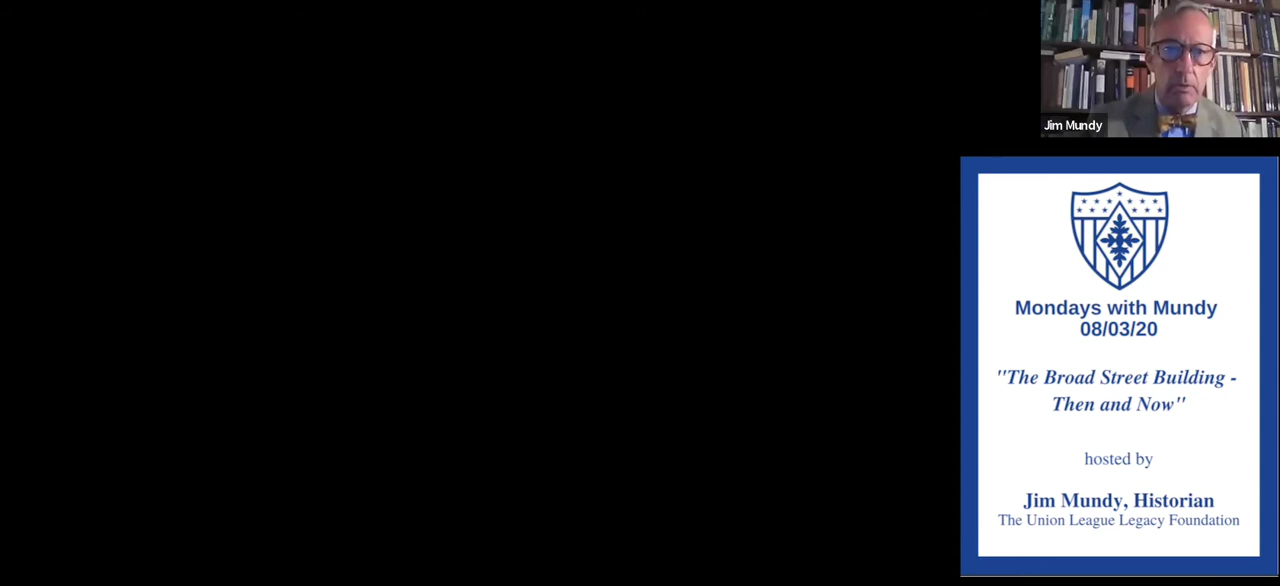 Jim Mundy
Mondays with Mundy
08/03/20
"The Broad Street Building -
Then and Now"
hosted by
Jim Mundy, Historian
The Union League Legacy Foundation